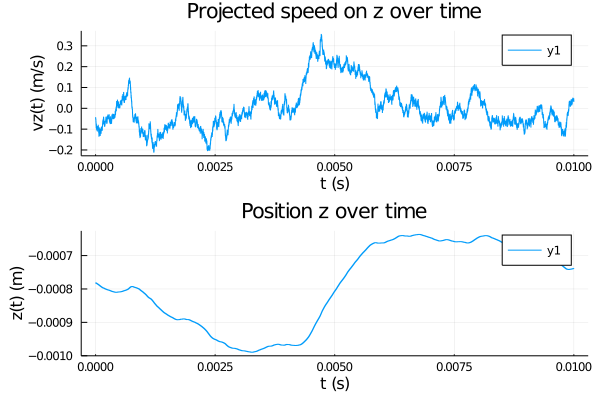 Projected speed on z over time
vz(t) (m/s)
0.3
0.2
0.1
0.0
−0.1
−0.2
y1
0.0000 0.0025 0.0050 0.0075 0.0100
t (s)
Position z over time
z(t) (m)
−0.0007
−0.0008
−0.0009
−0.0010
y1
0.0000 0.0025 0.0050 0.0075 0.0100
t (s)